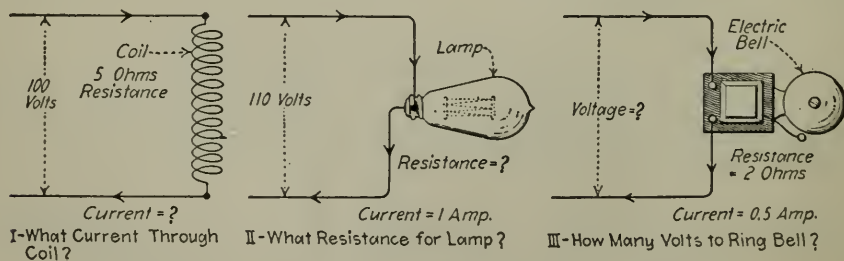 100
Volts
Coil
5 Ohms
Resistance
Current = ?
I-What Current Through
Coil?
110 Volts
Lamp
Resistance=?
Current = 1 Amp.
II-What Resistance for Lamp?
Voltage=?
Electric
Bell
Resistance
= 2 Ohms
Current = 0.5 Amp.
III-How Many Volts to Ring Bell?